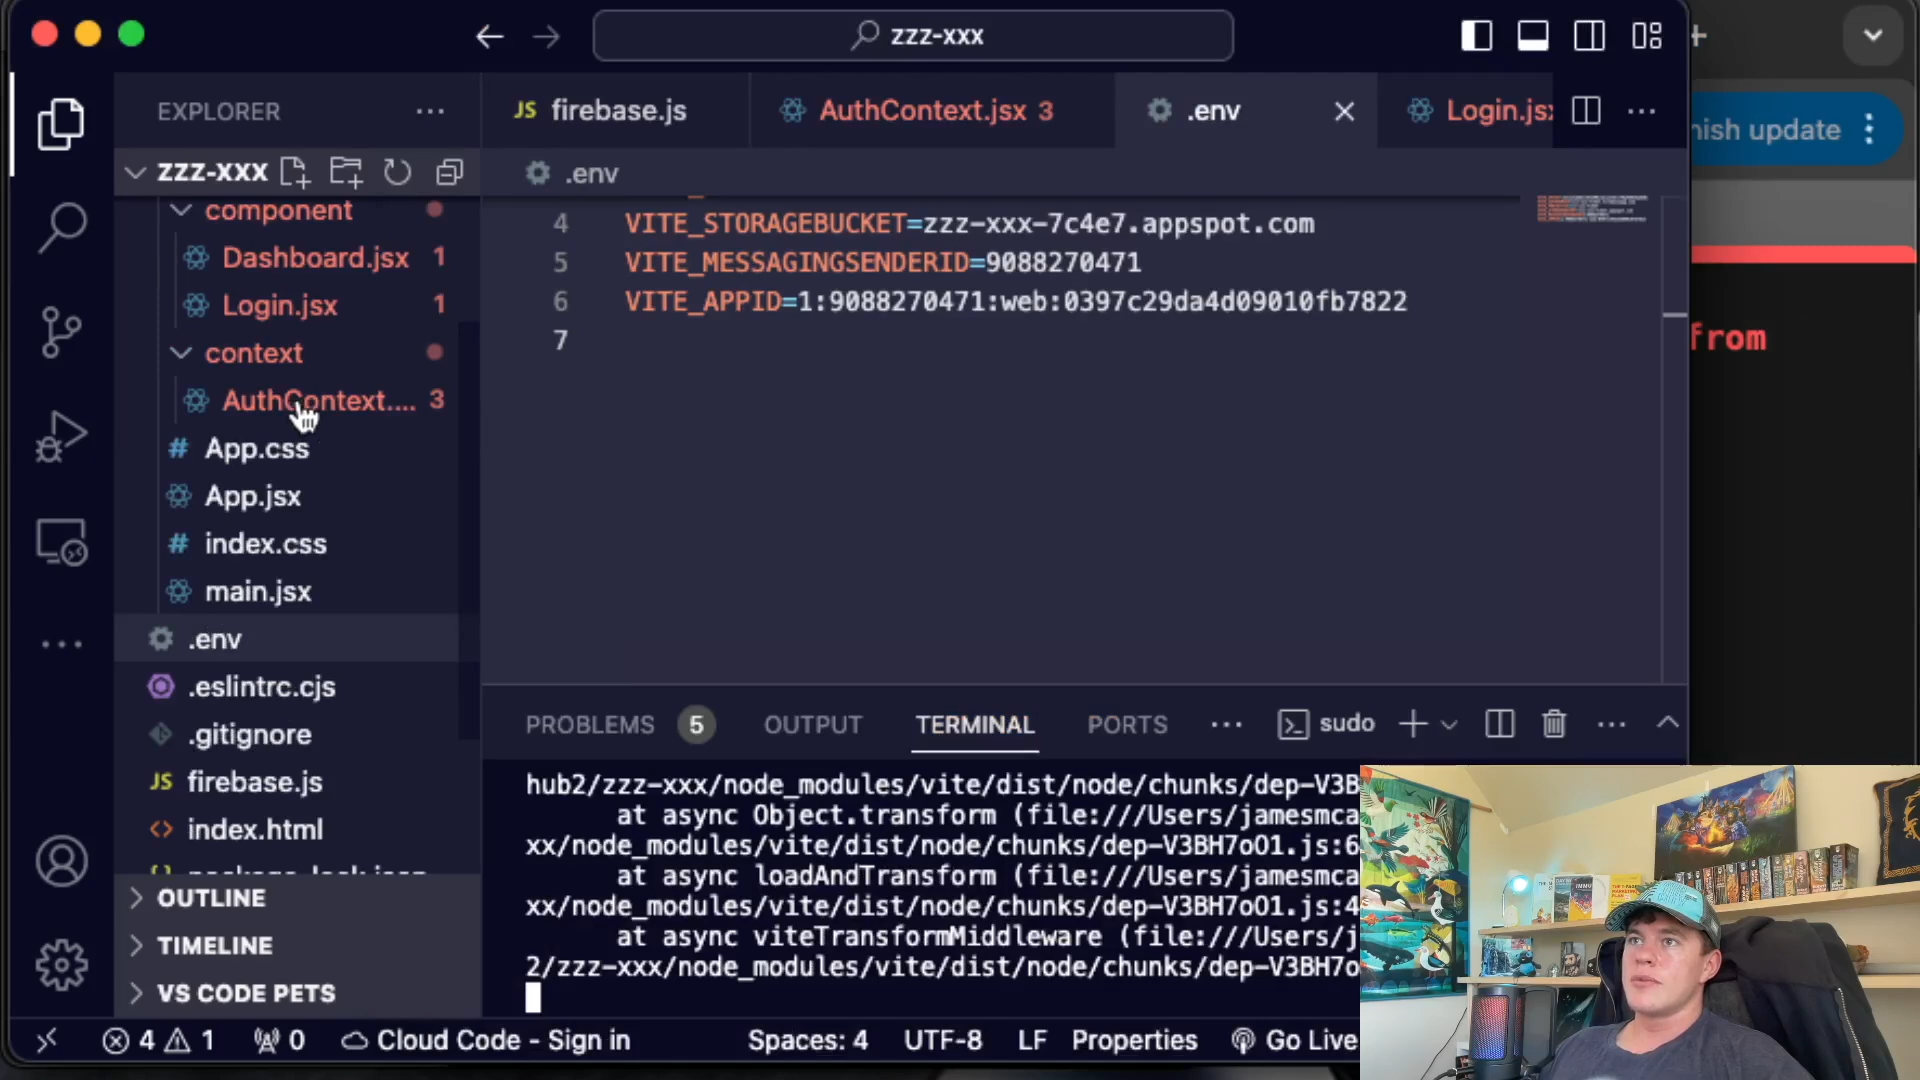 zzz-xxx
EXPLORER
firebase.js
AuthContext.jsx 3
.env
Login.jsx
nish update
ZZZ-XXX
.env
component
4 VITE_STORAGEBUCKET=zzz-xxx-7c4e7.appspot.com
Dashboard.jsx 1
5 VITE_MESSAGINGSENDERID=9088270471
Login.jsx 1
6 VITE_APPID=1:9088270471:web:0397c29da4d09010fb7822
7
from
context
AuthContext.... 3
# App.css
App.jsx
# index.css
main.jsx
.env
.eslintrc.cjs
.gitignore
JS firebase.js
<> index.html
OUTLINE
TIMELINE
VS CODE PETS
PROBLEMS 5 OUTPUT TERMINAL PORTS ... sudo
hub2/zzz-xxx/node_modules/vite/dist/node/chunks/dep-V3B
at async Object.transform (file:///Users/jamesmca
xx/node_modules/vite/dist/node/chunks/dep-V3BH7oO1.js:6
at async loadAndTransform (file:///Users/jamesmca
xx/node_modules/vite/dist/node/chunks/dep-V3BH7oO1.js:4
at async viteTransformMiddleware (file:///Users/j
2/zzz-xxx/node_modules/vite/dist/node/chunks/dep-V3BH7o
4 1 0 Cloud Code - Sign in Spaces: 4 UTF-8 LF Properties Go Live